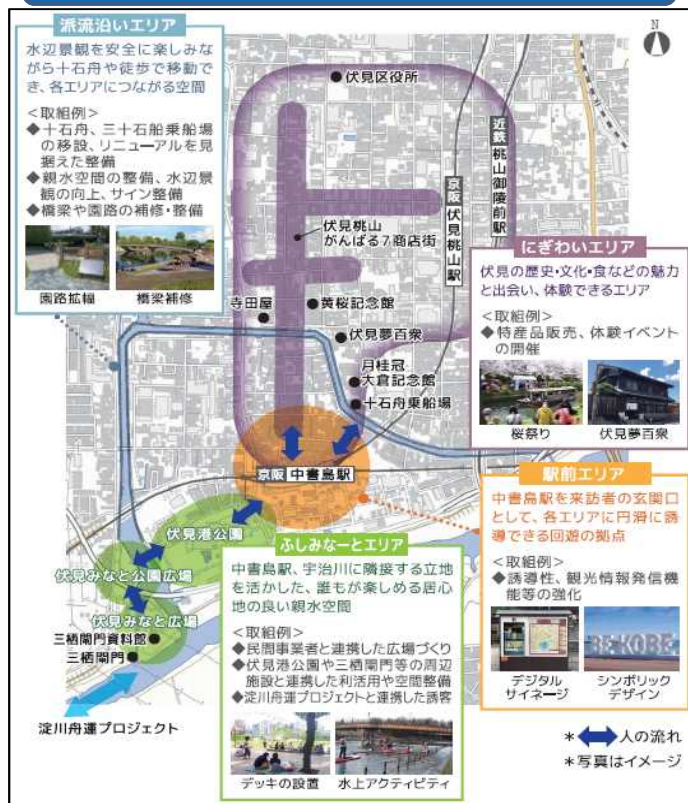 派流沿いエリア
水辺景観を安全に楽しみな
がら十石舟や徒歩で移動で
き、各エリアにつながる空間
＜取組例＞
◆十石舟、三十石船乗船場
の移設、リニューアルを見
据えた整備
◆親水空間の整備、水辺景
観の向上、サイン整備
◆橋梁や園路の補修・整備
園路拡幅
橋梁補修
N
伏見区役所
近鉄 桃山御陵前駅
京阪 伏見桃山駅
伏見桃山
がんばる7商店街
寺田屋
黄桜記念館
伏見夢百衆
月桂冠
大倉記念館
十石舟乗船場
京阪 中書島駅
にぎわいエリア
伏見の歴史・文化・食などの魅力
と出会い、体験できるエリア
＜取組例＞
◆特産品販売、体験イベント
の開催
桜祭り
伏見夢百衆
駅前エリア
中書島駅を来訪者の玄関口
として、各エリアに円滑に誘
導できる回遊の拠点
＜取組例＞
◆誘導性、観光情報発信機
能等の強化
BE KOBE
デジタル
サイネージ
シンボリック
デザイン
伏見港公園
伏見みなと公園広場
伏見みなと広場
三栖閘門資料館
三栖閘門
淀川舟運プロジェクト
ふしみなーとエリア
中書島駅、宇治川に隣接する立地
を活かした、誰もが楽しめる居心
地の良い親水空間
＜取組例＞
◆民間事業者と連携した広場づくり
◆伏見港公園や三栖閘門等の周辺
施設と連携した利活用や空間整備
◆淀川舟運プロジェクトと連携した誘客
デッキの設置
水上アクティビティ
＊人の流れ
＊写真はイメージ